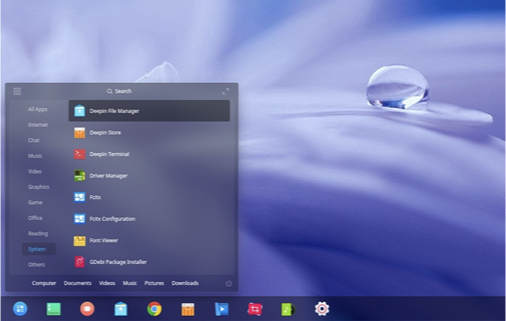 Search
All Apps
Internet
Chat
Music
Video
Graphics
Game
Office
Reading
System
Others
Deepin File Manager
Deepin Store
Deepin Terminal
Driver Manager
Fcitx
Fcitx Configuration
Font Viewer
GDebi Package Installer
Computer Documents Videos Music Pictures Downloads